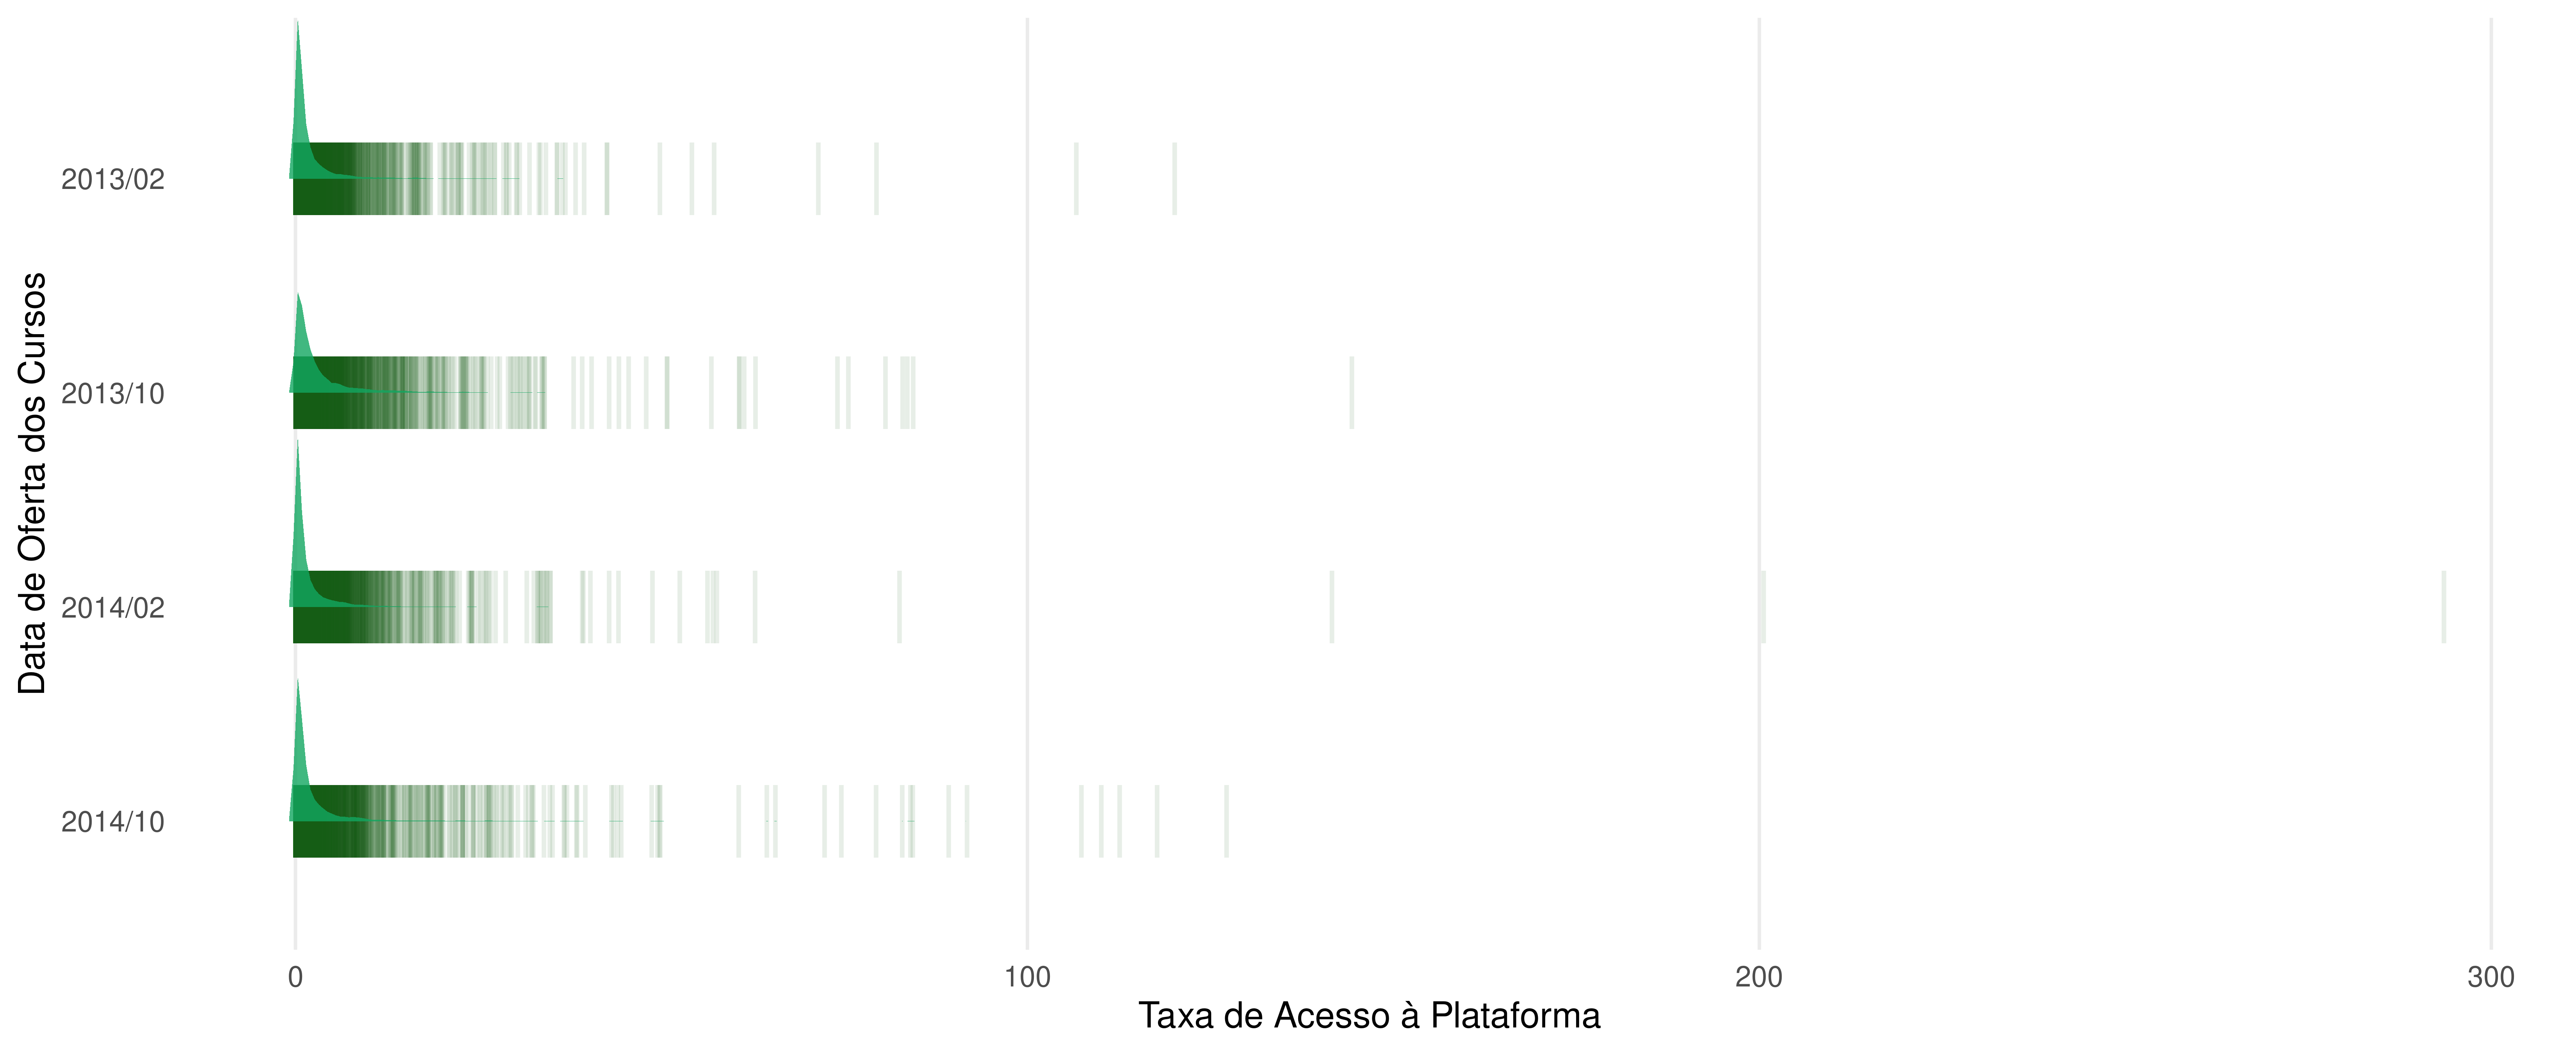 Data de Oferta dos Cursos
2013/02
2013/10
2014/02
2014/10
0 100 200 300
Taxa de Acesso à Plataforma